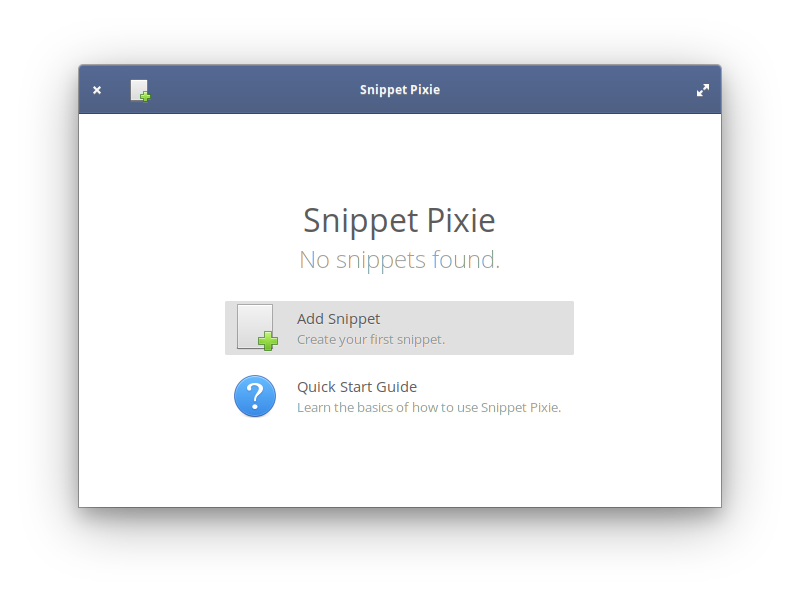 Snippet Pixie
Snippet Pixie
No snippets found.
Add Snippet
Create your first snippet.
?
Quick Start Guide
Learn the basics of how to use Snippet Pixie.